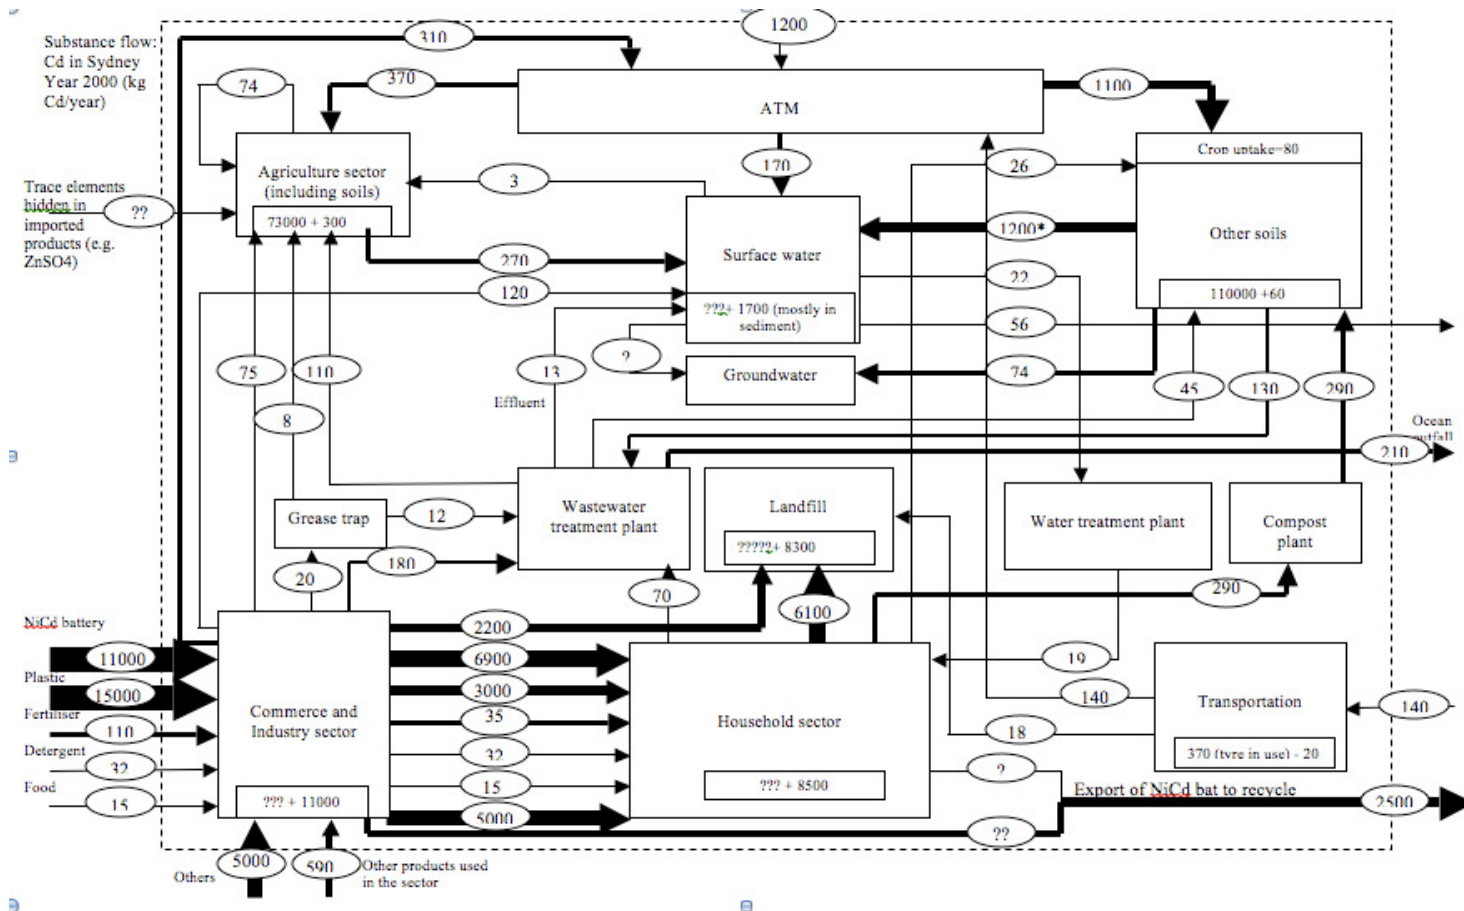 Substance flow:
Cd in Sydney
Year 2000 (kg
Cd/year)
310
1200
74
370
ATM
1100
Agriculture sector
(including soils)
73000 + 300
3
170
26
Crop uptake=80
Other soils
110000 +60
Trace elements
hidden in
imported
products (e.g.
ZnSO4)
??
270
Surface water
???+ 1700 (mostly in
sediment)
1200*
22
120
56
?
75
110
13
Groundwater
74
45
130
290
8
Effluent
Ocean
outfall
210
Grease trap
12
Wastewater
treatment plant
Landfill
?????+ 8300
Water treatment plant
Compost
plant
20
180
70
6100
290
NiCd battery
11000
Plastic
15000
Fertiliser
110
Detergent
32
Food
15
Commerce and
Industry sector
??? + 11000
2200
6900
3000
35
32
15
5000
Household sector
??? + 8500
19
140
18
Transportation
370 (tyre in use) - 20
140
?
??
Export of NiCd bat to recycle
2500
Others
5000
590
Other products used
in the sector